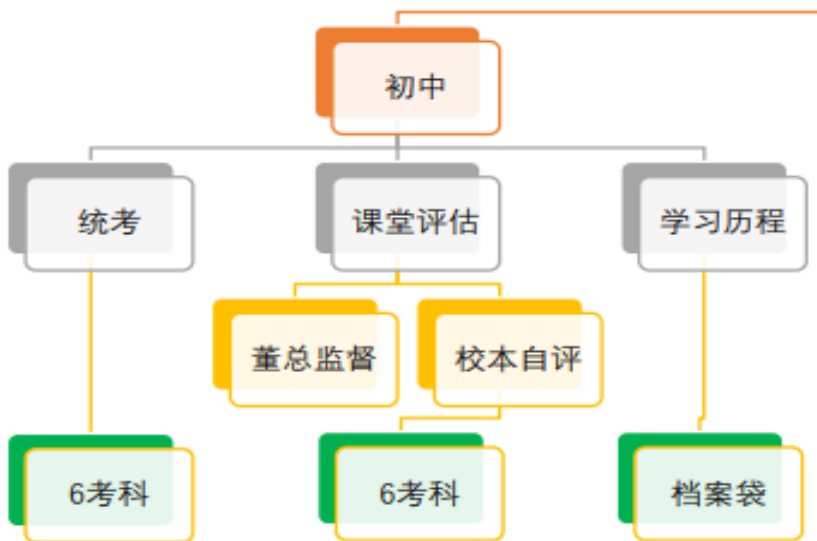 初中
统考
课堂评估
学习历程
董总监督
校本自评
6考科
6考科
档案袋